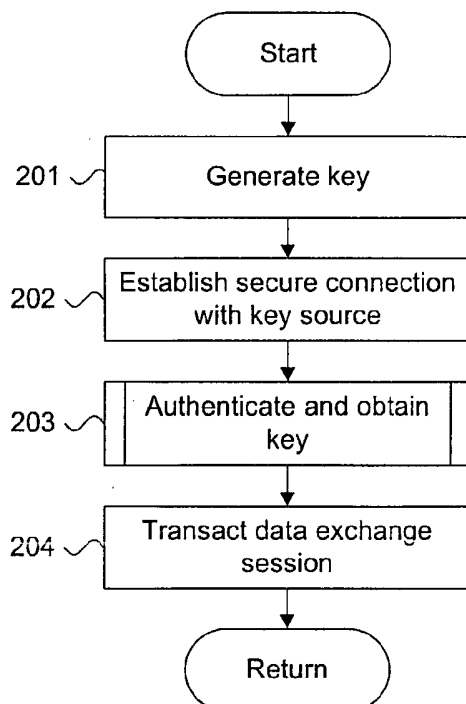 Start
201
Generate key
202
Establish secure connection
with key source
203
Authenticate and obtain
key
204
Transact data exchange
session
Return